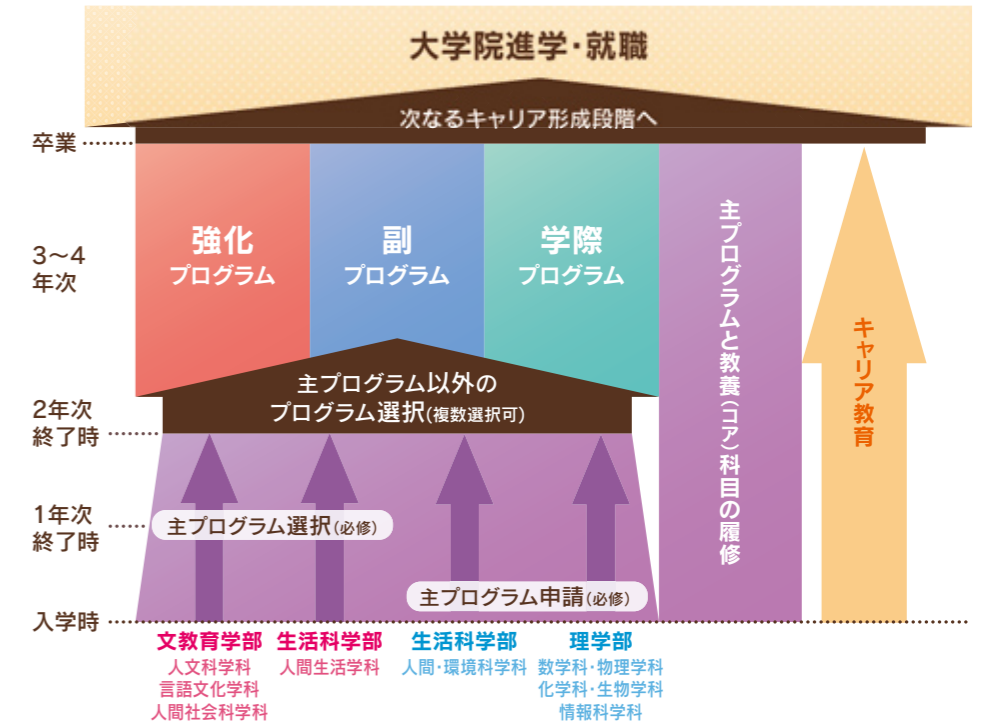 大学院進学・就職
次なるキャリア形成段階へ
卒業
強化
プログラム
副
プログラム
学際
プログラム
3〜4
年次
主プログラムと教養(コア)科目の履修
キャリア教育
主プログラム以外の
プログラム選択(複数選択可)
2年次
終了時
1年次
終了時
主プログラム選択(必修)
主プログラム申請(必修)
入学時
文教育学部
人文科学科
言語文化学科
人間社会科学科
生活科学部
人間生活学科
生活科学部
人間・環境科学科
理学部
数学科・物理学科
化学科・生物学科
情報科学科